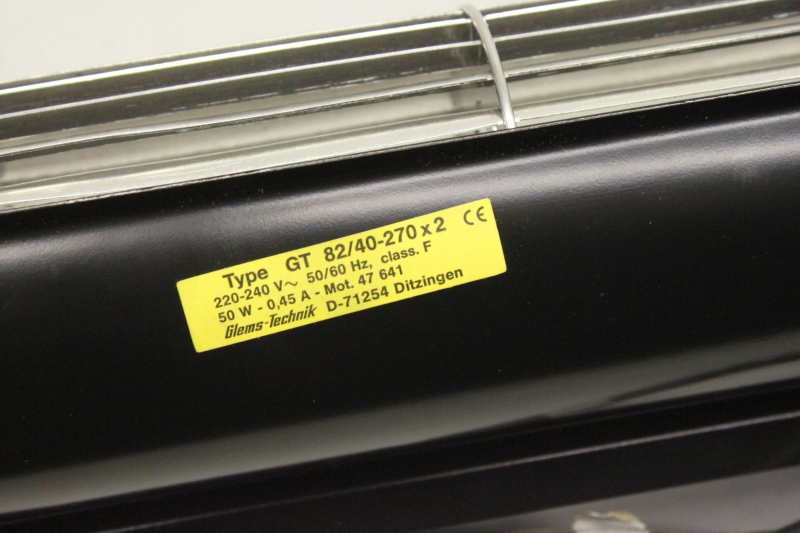 Type GT 82/40-270 x 2 CE
220-240 V~ 50/60 Hz, class. F
50 W - 0,45 A - Mot. 47 641
Glems-Technik D-71254 Ditzingen